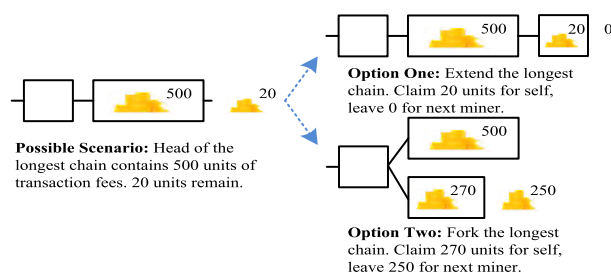 500
20
Possible Scenario: Head of the
longest chain contains 500 units of
transaction fees. 20 units remain.
500
20
0
Option One: Extend the longest
chain. Claim 20 units for self,
leave 0 for next miner.
500
270
250
Option Two: Fork the longest
chain. Claim 270 units for self,
leave 250 for next miner.